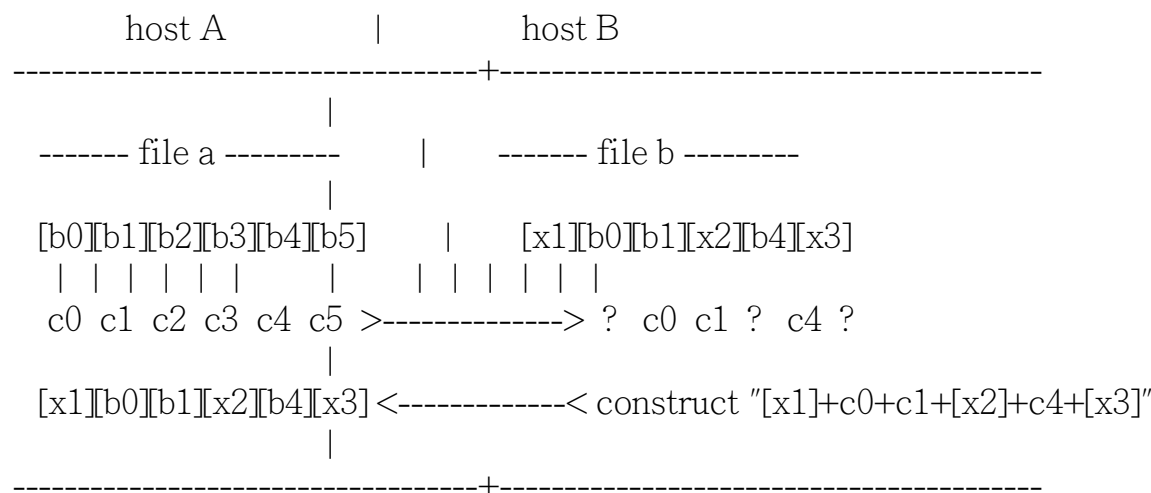 host A | host B
------------------------------------+------------------------------------------
|
------- file a --------- | ------- file b ---------
|
[b0][b1][b2][b3][b4][b5] | [x1][b0][b1][x2][b4][x3]
| | | | | | | | | | | | |
c0 c1 c2 c3 c4 c5 >--------------> ? c0 c1 ? c4 ?
|
[x1][b0][b1][x2][b4][x3] <-------------< construct "[x1]+c0+c1+[x2]+c4+[x3]"
|
------------------------------------+------------------------------------------